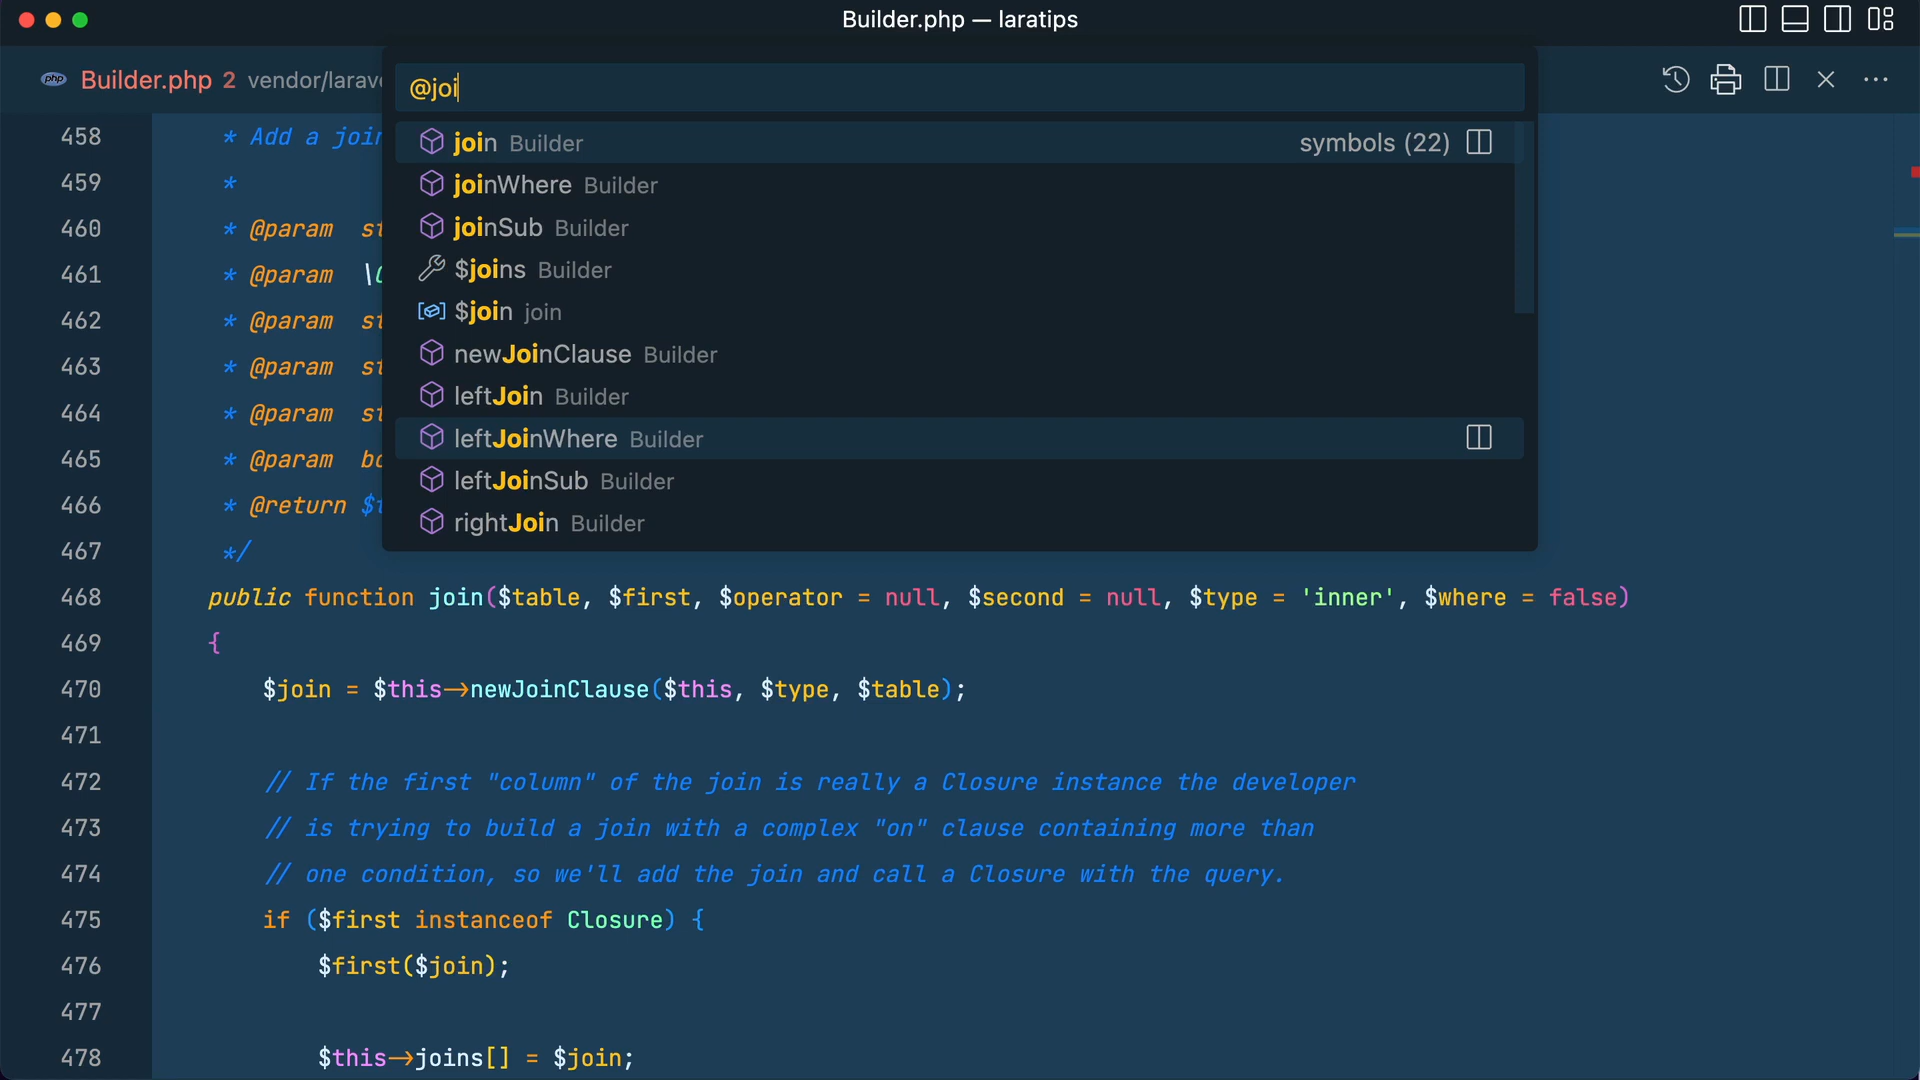 Builder.php — laratips
php Builder.php 2 vendor/larav
@joi
join Builder symbols (22)
joinWhere Builder
joinSub Builder
$joins Builder
$join join
newJoinClause Builder
leftJoin Builder
leftJoinWhere Builder
leftJoinSub Builder
rightJoin Builder
458 * Add a join
459 *
460 * @param st
461 * @param \C
462 * @param st
463 * @param st
464 * @param st
465 * @param bo
466 * @return $t
467 */
468 public function join($table, $first, $operator = null, $second = null, $type = 'inner', $where = false)
469 {
470 $join = $this->newJoinClause($this, $type, $table);
471
472 // If the first "column" of the join is really a Closure instance the developer
473 // is trying to build a join with a complex "on" clause containing more than
474 // one condition, so we'll add the join and call a Closure with the query.
475 if ($first instanceof Closure) {
476 $first($join);
477
478 $this->joins[] = $join;